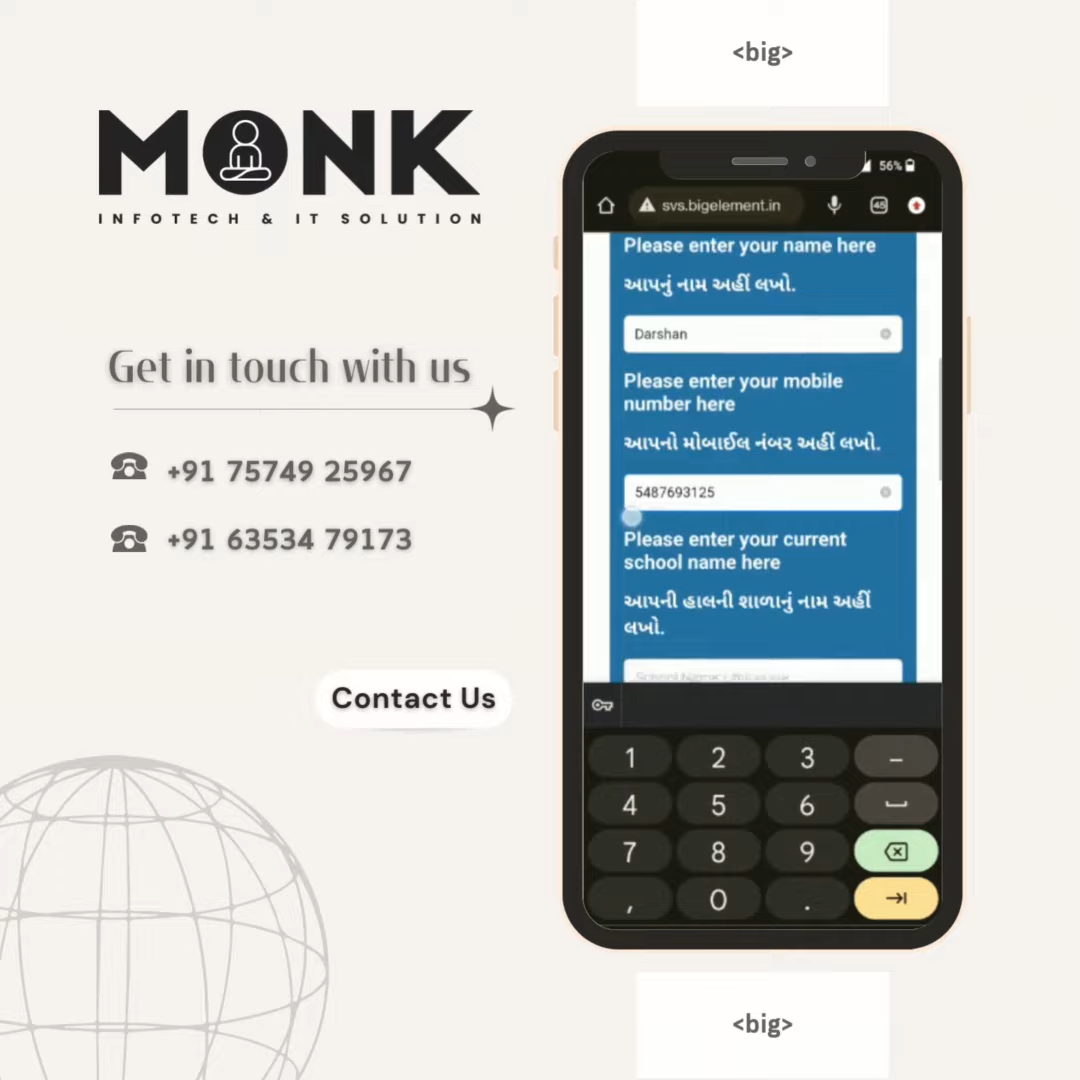 <big>
MONK
INFOTECH & IT SOLUTION
Get in touch with us
+91 75749 25967
+91 63534 79173
Contact Us
56%
svs.bigelement.in
45
Please enter your name here
આપનું નામ અહીં લખો.
Darshan
Please enter your mobile
number here
આપનો મોબાઈલ નંબર અહીં લખો.
5487693125
Please enter your current
school name here
આપની હાલની શાળાનું નામ અહીં
લખો.
1 2 3 –
4 5 6
7 8 9
, 0 .
<big>